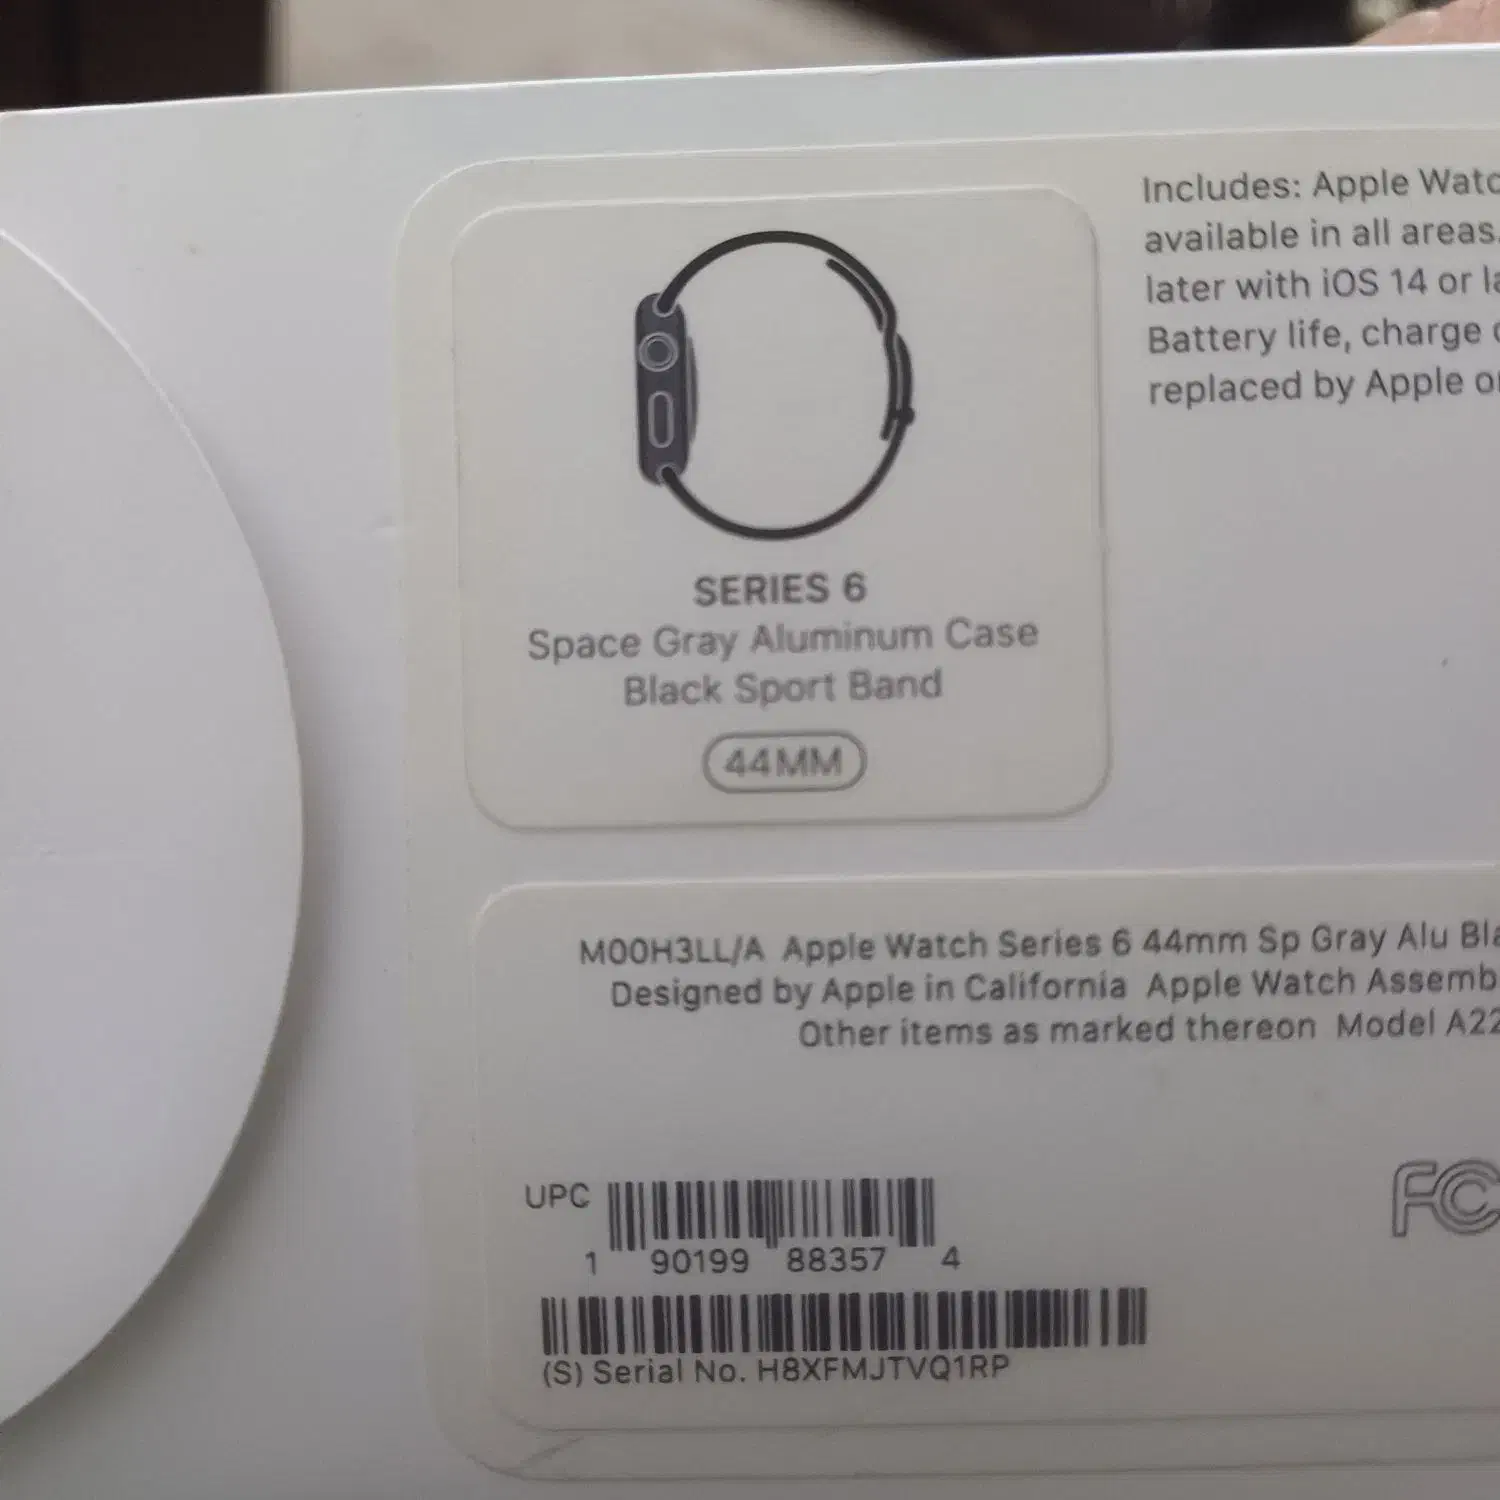 Includes: Apple Watc
available in all areas.
later with iOS 14 or la
Battery life, charge c
replaced by Apple or
SERIES 6
Space Gray Aluminum Case
Black Sport Band
44MM
M00H3LL/A Apple Watch Series 6 44mm Sp Gray Alu Bla
Designed by Apple in California Apple Watch Assemb
Other items as marked thereon Model A22
FC
UPC
1 90199 88357 4
(S) Serial No. H8XFMJTVQ1RP